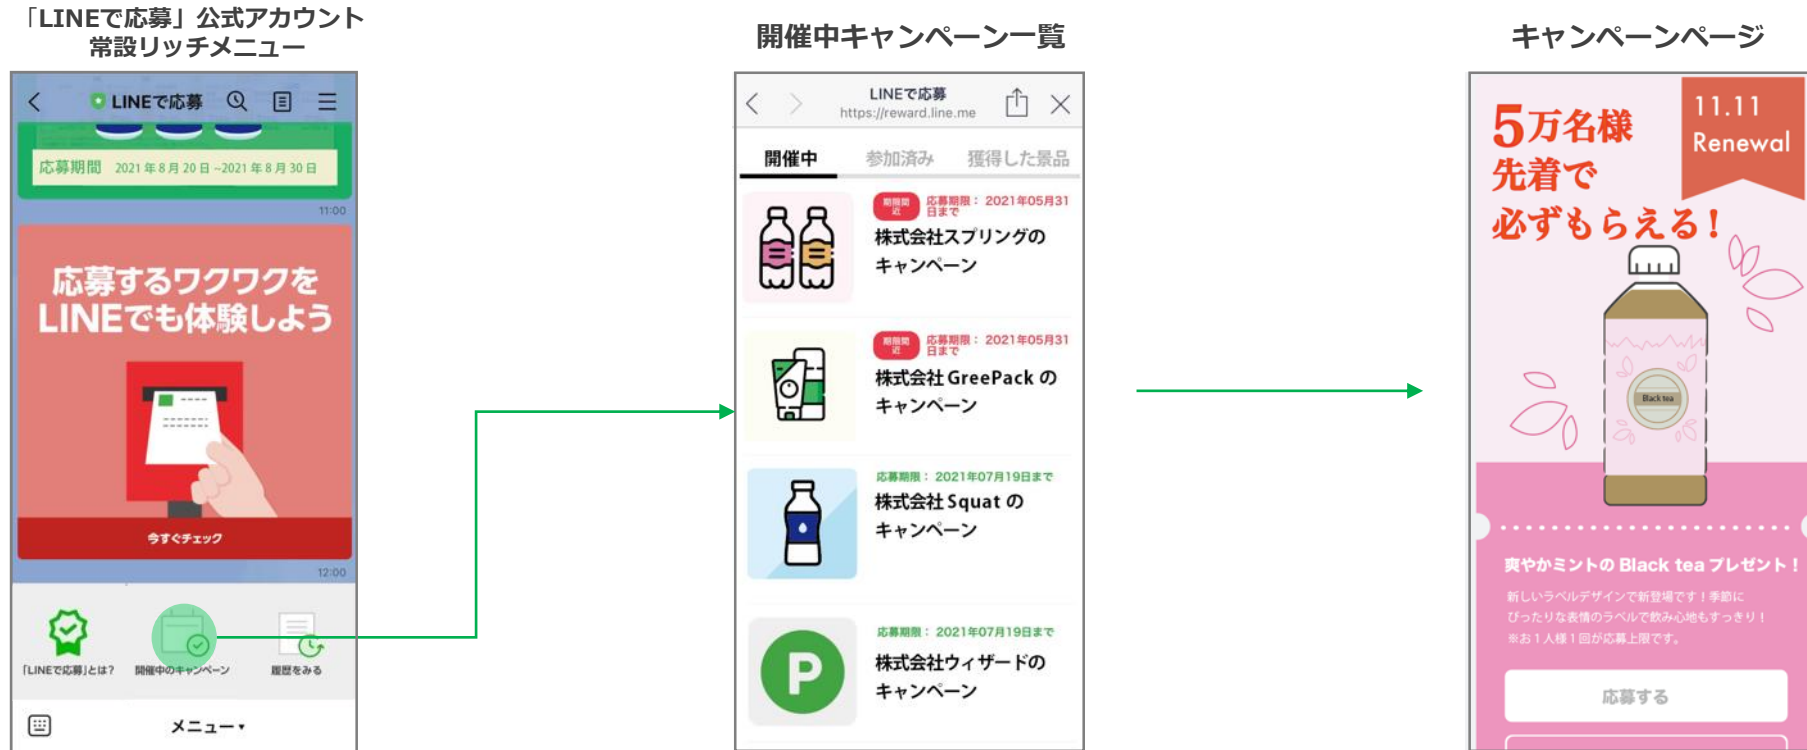 「LINEで応募」公式アカウント
常設リッチメニュー
LINEで応募
応募期間 2021年8月20日~2021年8月30日
11:00
応募するワクワクを
LINEでも体験しよう
今すぐチェック
12:00
「LINEで応募」とは?
開催中のキャンペーン
履歴をみる
メニュー▼
開催中キャンペーン一覧
LINEで応募
https://reward.line.me
開催中 参加済み 獲得した景品
期限間近
応募期限： 2021年05月31日まで
株式会社スプリングの
キャンペーン
期限間近
応募期限： 2021年05月31日まで
株式会社GreePackの
キャンペーン
応募期限： 2021年07月19日まで
株式会社Squatの
キャンペーン
P
応募期限： 2021年07月19日まで
株式会社ウィザードの
キャンペーン
キャンペーンページ
5万名様
先着で
必ずもらえる!
11.11
Renewal
Black tea
爽やかミントの Black tea プレゼント！
新しいラベルデザインで新登場です！季節に
ぴったりな表情のラベルで飲み心地もすっきり！
※お1人様1回が応募上限です。
応募する